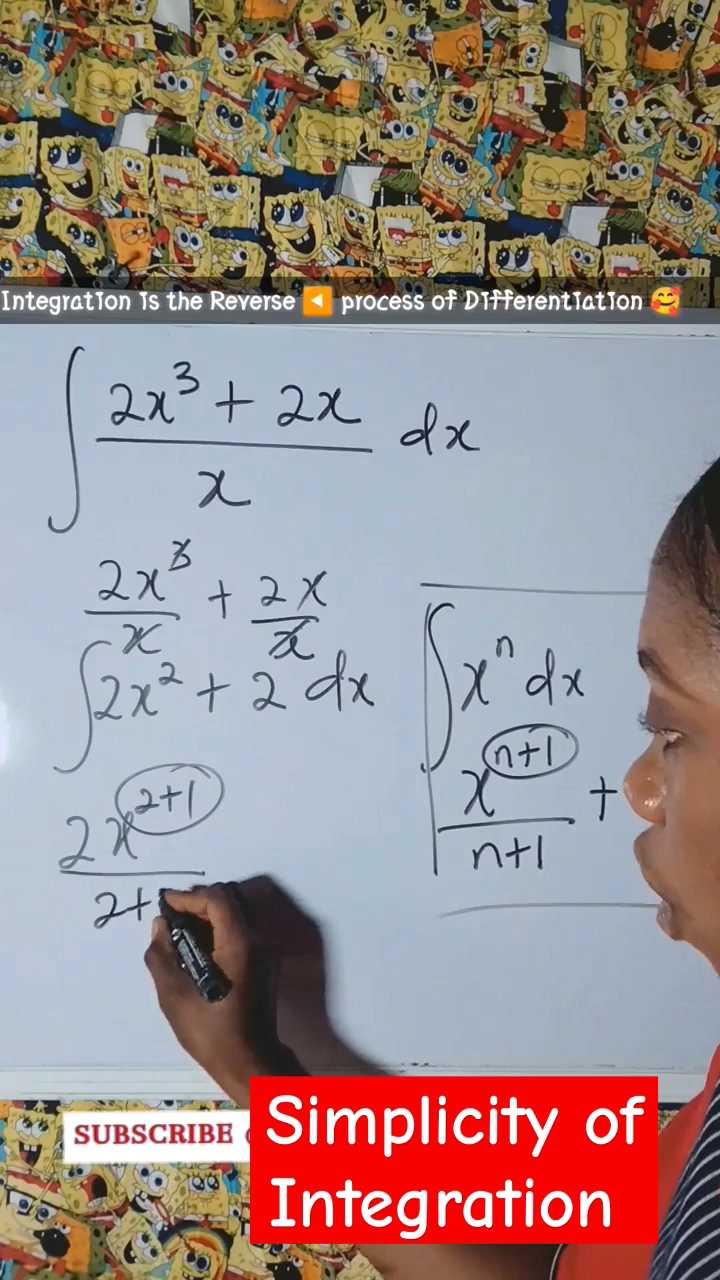 Integration is the Reverse ◀ process of Differentiation 🥰
∫ (2x³ + 2x)/x dx
2x³/x + 2x/x
∫2x² + 2 dx
2x²⁺¹/2+
∫xⁿ dx
xⁿ⁺¹/n+1 +
SUBSCRIBE
Simplicity of
Integration